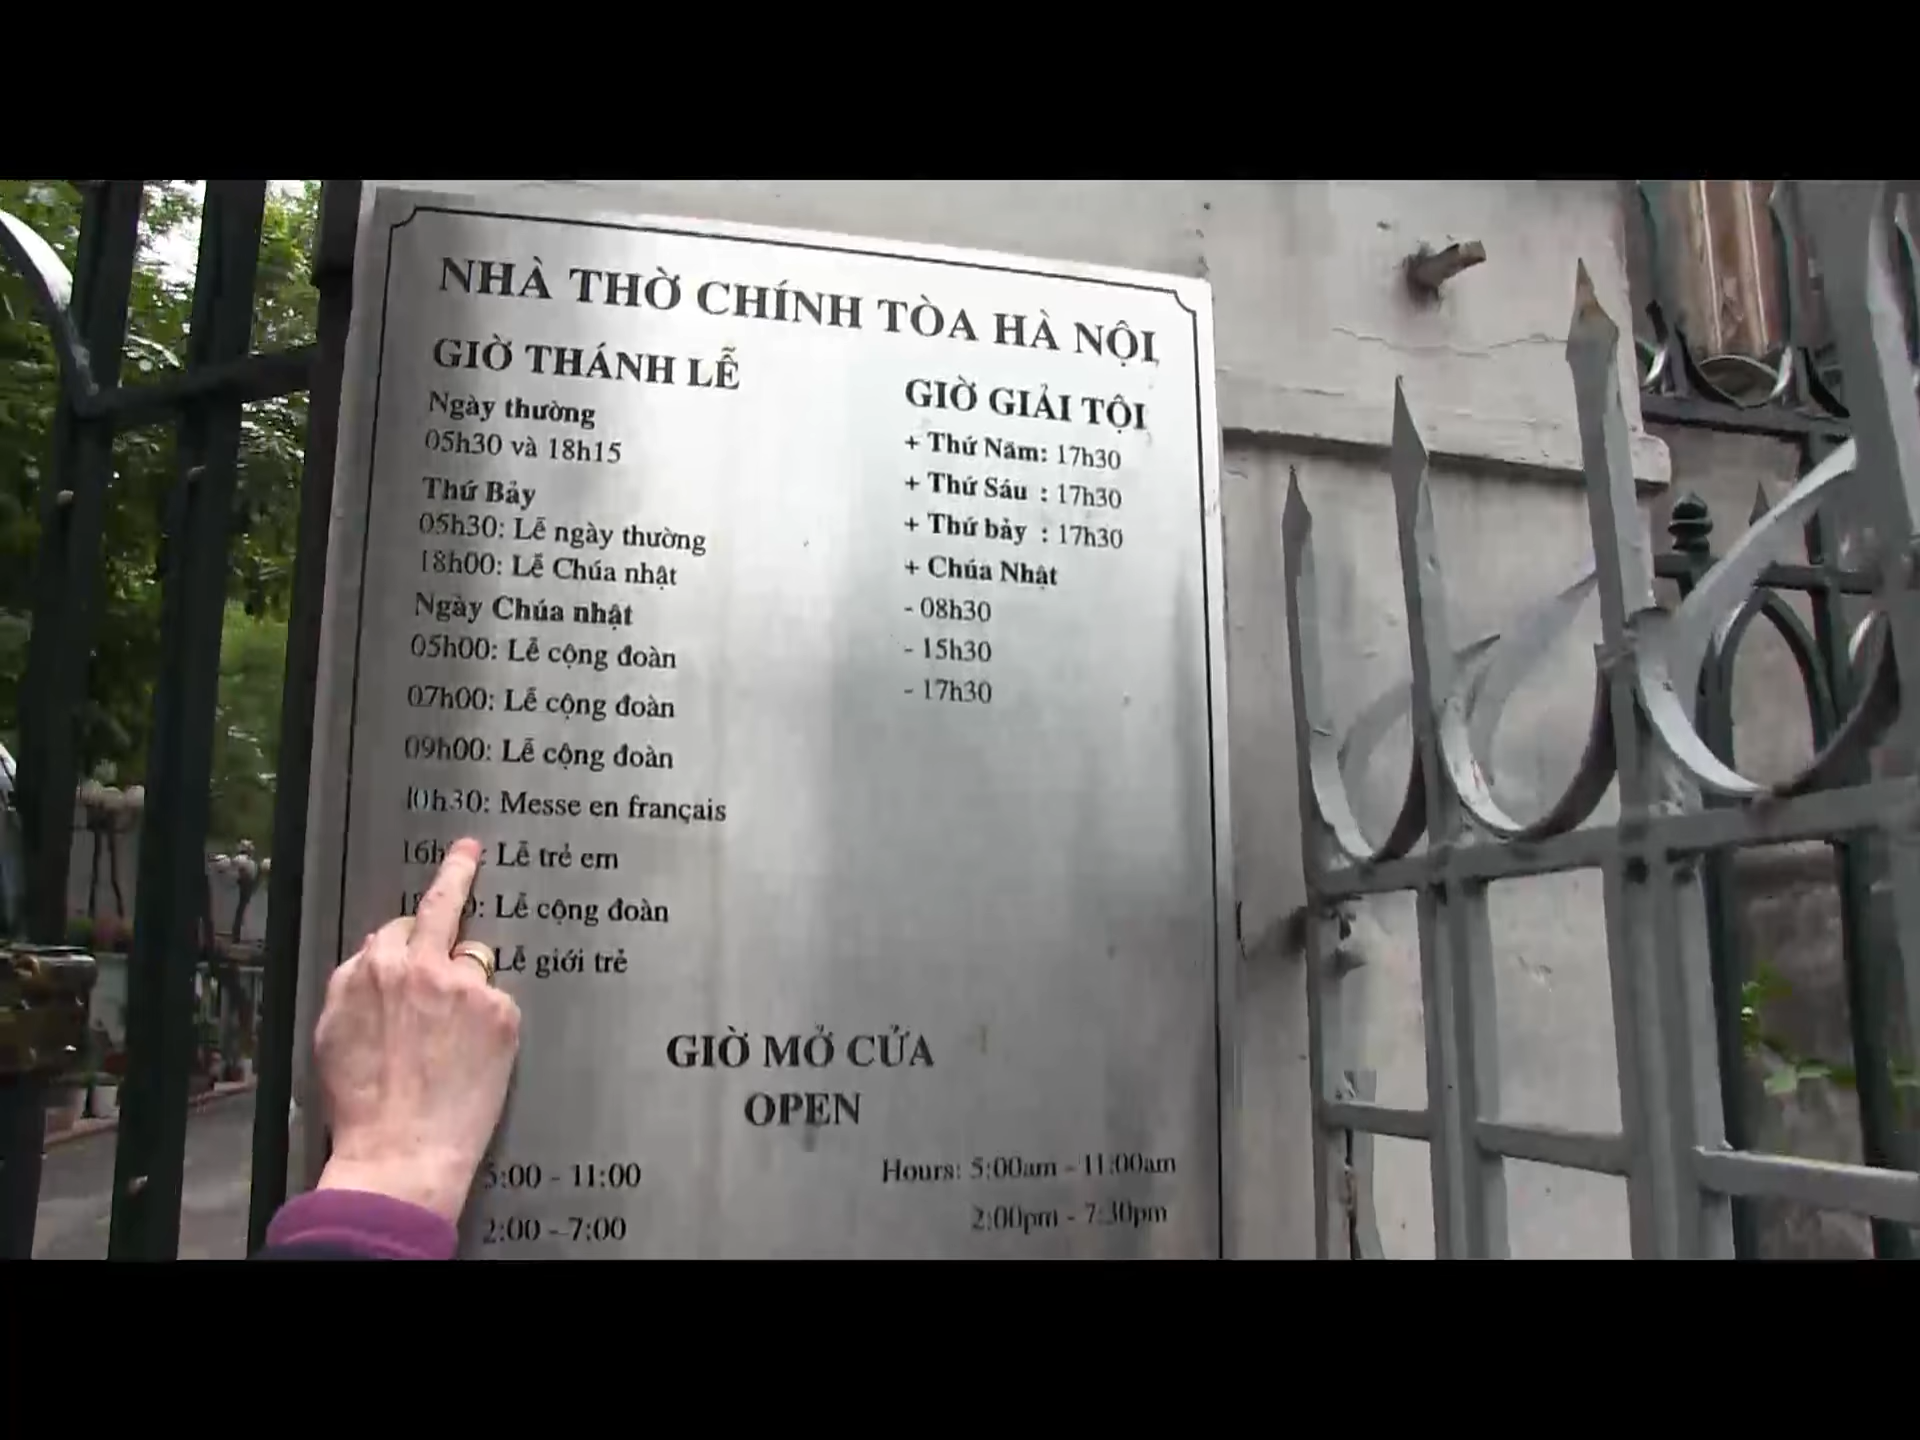 NHÀ THỜ CHÍNH TÒA HÀ NỘI
GIỜ THÁNH LỄ
Ngày thường
05h30 và 18h15
Thứ Bảy
05h30: Lễ ngày thường
18h00: Lễ Chúa nhật
Ngày Chúa nhật
05h00: Lễ cộng đoàn
07h00: Lễ cộng đoàn
09h00: Lễ cộng đoàn
10h30: Messe en français
Lễ trẻ em
Lễ cộng đoàn
Lễ giới trẻ
GIỜ GIẢI TỘI
+ Thứ Năm: 17h30
+ Thứ Sáu : 17h30
+ Thứ bảy : 17h30
+ Chúa Nhật
- 08h30
- 15h30
- 17h30
GIỜ MỞ CỬA
OPEN
5:00 - 11:00
2:00 - 7:00
Hours: 5:00am - 11:00am
2:00pm - 7:30pm